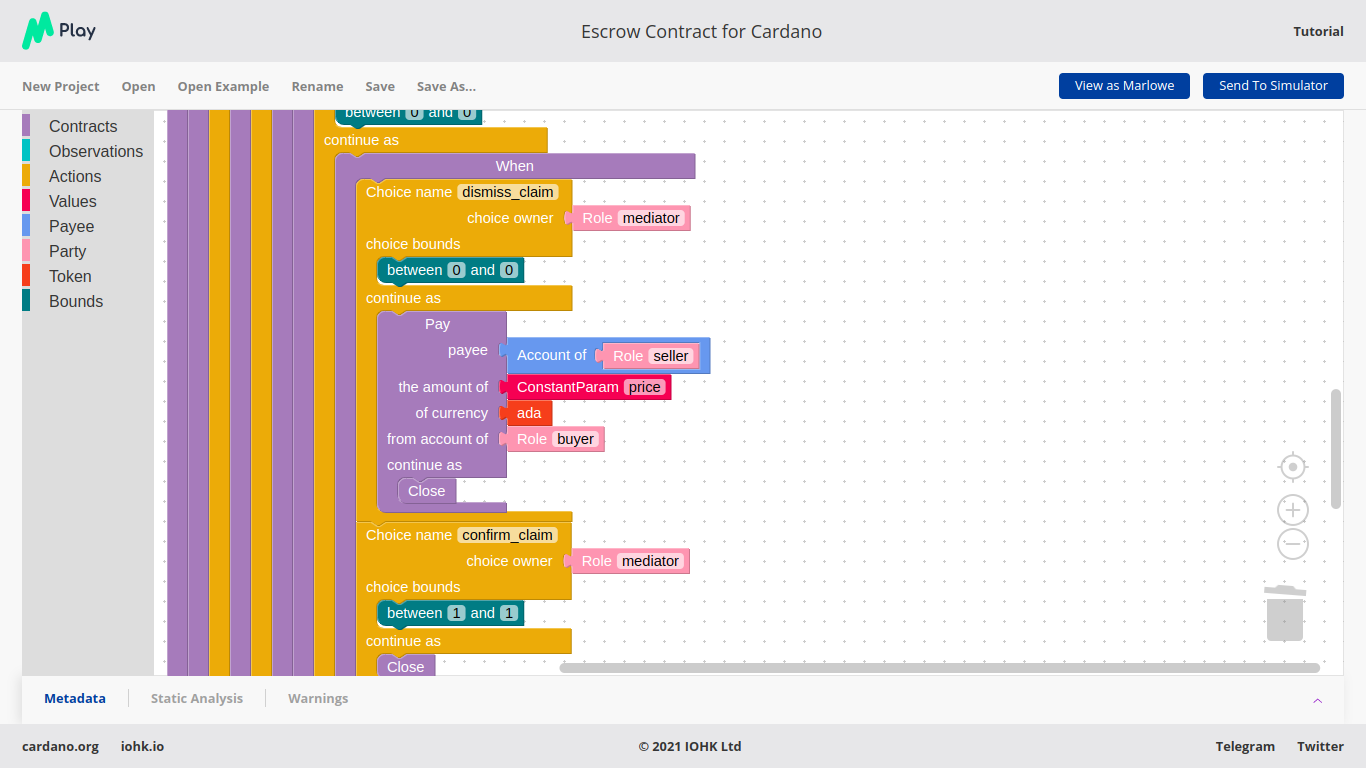 Play
Escrow Contract for Cardano
Tutorial
New Project Open Open Example Rename Save Save As...
View as Marlowe Send To Simulator
Contracts
Observations
Actions
Values
Payee
Party
Token
Bounds
between 0 and 0
continue as
When
Choice name dismiss_claim
choice owner Role mediator
choice bounds
between 0 and 0
continue as
Pay
payee Account of Role seller
the amount of ConstantParam price
of currency ada
from account of Role buyer
continue as
Close
Choice name confirm_claim
choice owner Role mediator
choice bounds
between 1 and 1
continue as
Close
Metadata Static Analysis Warnings
cardano.org iohk.io © 2021 IOHK Ltd Telegram Twitter